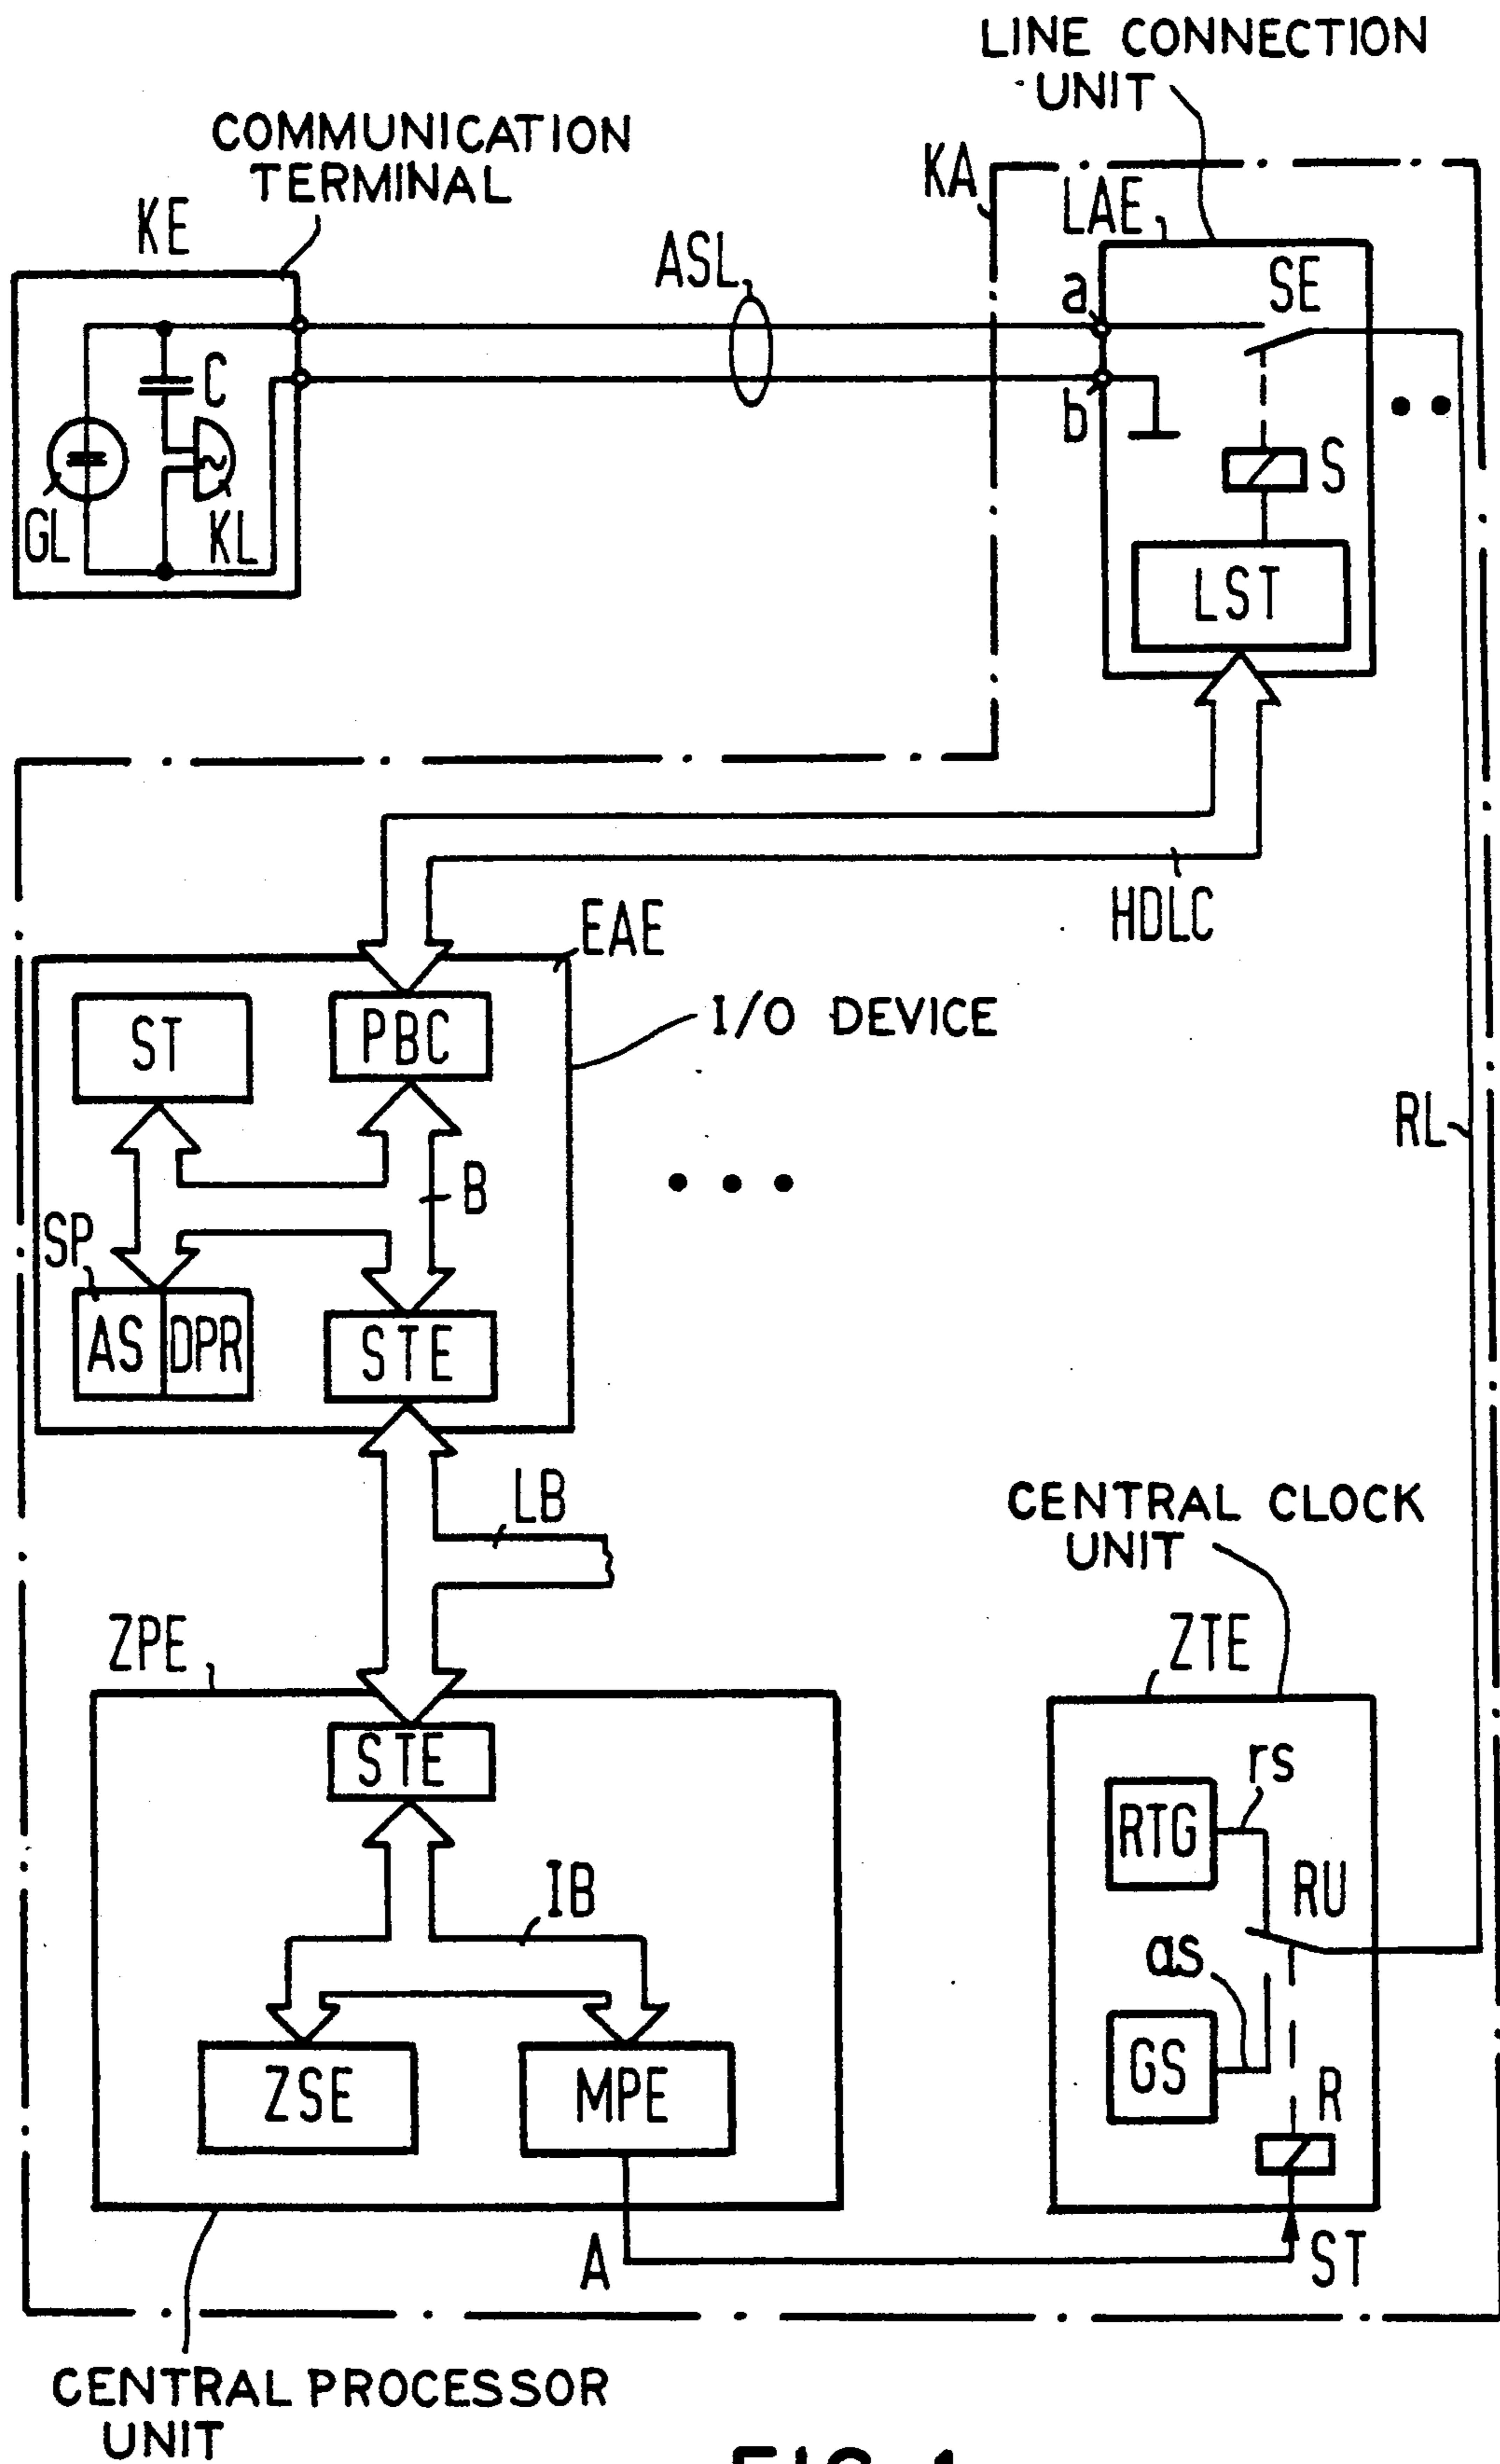 LINE CONNECTION
UNIT
COMMUNICATION
TERMINAL
KA
LAE
KE
ASL
a
SE
C
b
S
GL
KL
LST
HDLC
EAE
ST
PBC
I/O DEVICE
RL
B
SP
AS
DPR
STE
LB
CENTRAL CLOCK
UNIT
ZPE
ZTE
STE
rs
RTG
IB
RU
as
ZSE
MPE
GS
R
A
ST
CENTRAL PROCESSOR
UNIT
FIG. 1